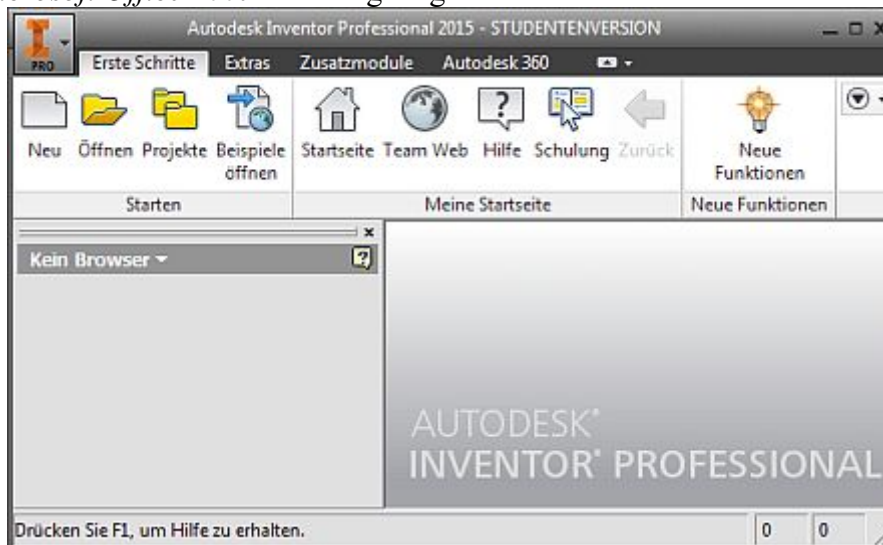 Autodesk Inventor Professional 2015 - STUDENTENVERSION
PRO Erste Schritte Extras Zusatzmodule Autodesk 360
Neu Öffnen Projekte Beispiele öffnen Startseite Team Web Hilfe Schulung Zurück Neue Funktionen
Starten Meine Startseite Neue Funktionen
Kein Browser
AUTODESK®
INVENTOR® PROFESSIONAL
Drücken Sie F1, um Hilfe zu erhalten. 0 0